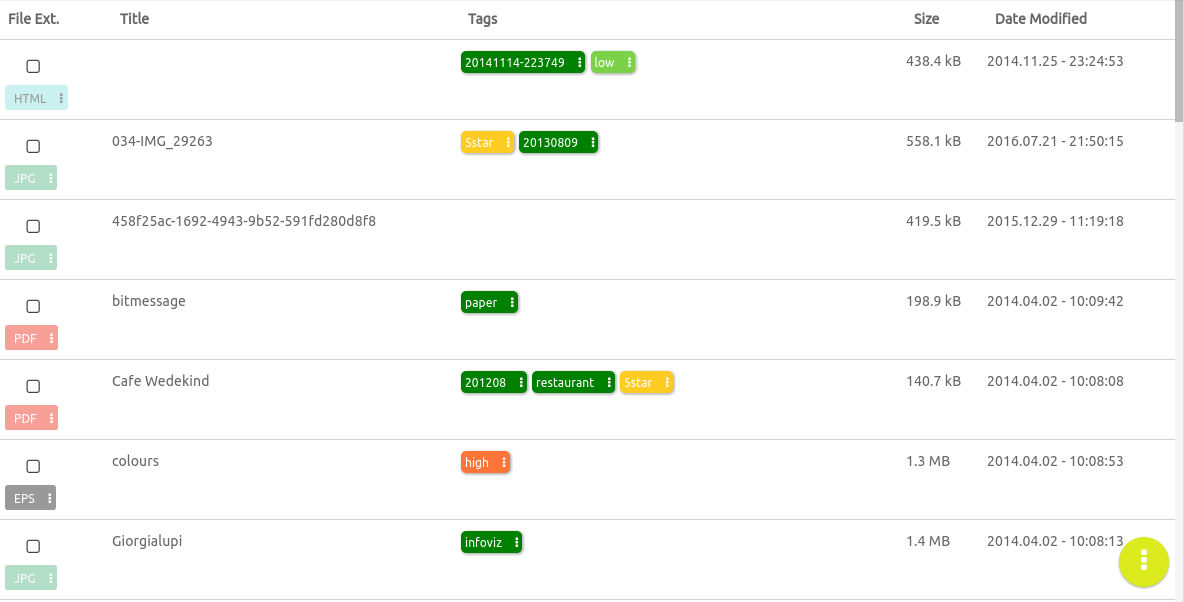 File Ext. Title Tags Size Date Modified
20141114-223749 low 438.4 kB 2014.11.25 - 23:24:53
HTML
034-IMG_29263 5star 20130809 558.1 kB 2016.07.21 - 21:50:15
JPG
458f25ac-1692-4943-9b52-591fd280d8f8 419.5 kB 2015.12.29 - 11:19:18
JPG
bitmessage paper 198.9 kB 2014.04.02 - 10:09:42
PDF
Cafe Wedekind 201208 restaurant 5star 140.7 kB 2014.04.02 - 10:08:08
PDF
colours high 1.3 MB 2014.04.02 - 10:08:53
EPS
Giorgialupi infoviz 1.4 MB 2014.04.02 - 10:08:13
JPG